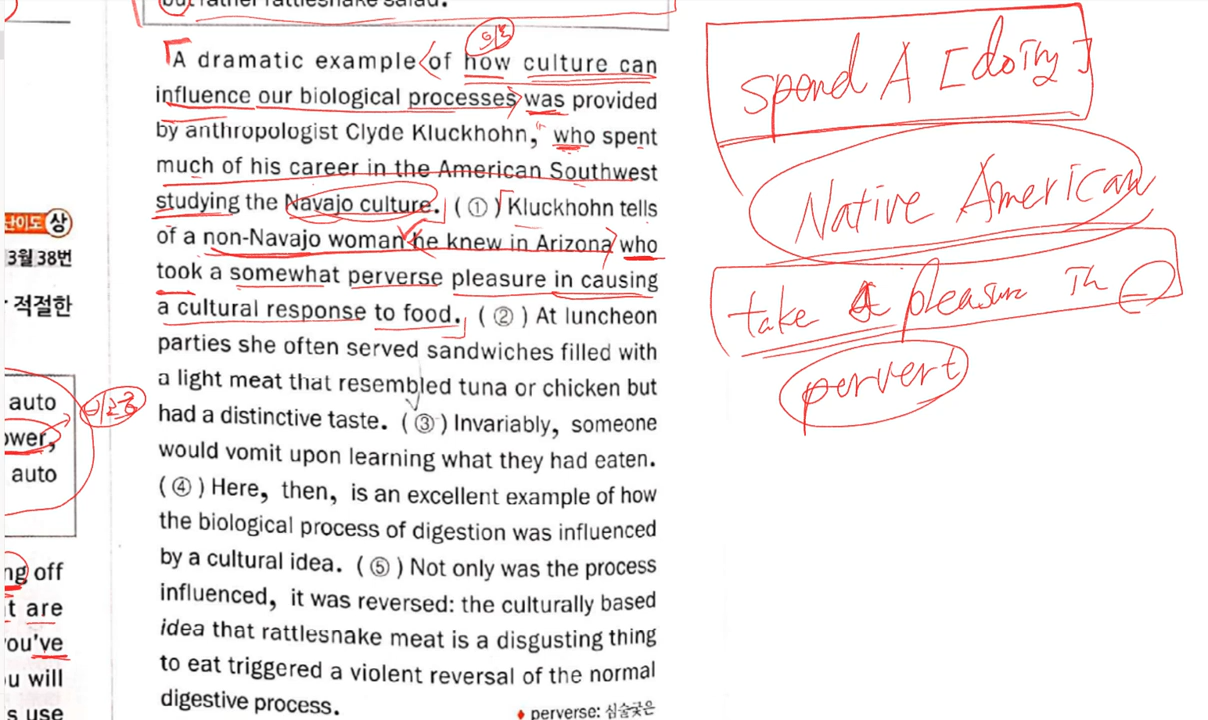 but rather rattlesnake salad.
A dramatic example of how culture can
influence our biological processes was provided
by anthropologist Clyde Kluckhohn, who spent
much of his career in the American Southwest
studying the Navajo culture. ( ① ) Kluckhohn tells
of a non-Navajo woman he knew in Arizona who
took a somewhat perverse pleasure in causing
a cultural response to food. ( ② ) At luncheon
parties she often served sandwiches filled with
a light meat that resembled tuna or chicken but
had a distinctive taste. ( ③ ) Invariably, someone
would vomit upon learning what they had eaten.
( ④ ) Here, then, is an excellent example of how
the biological process of digestion was influenced
by a cultural idea. ( ⑤ ) Not only was the process
influenced, it was reversed: the culturally based
idea that rattlesnake meat is a disgusting thing
to eat triggered a violent reversal of the normal
digestive process.
♦ perverse: 심술궂은
spend A [doing]
Native American
take a pleasure in
pervert
난이도 상
3월 38번
적절한
auto
ower,
auto
ng off
t are
ou've
u will
s use